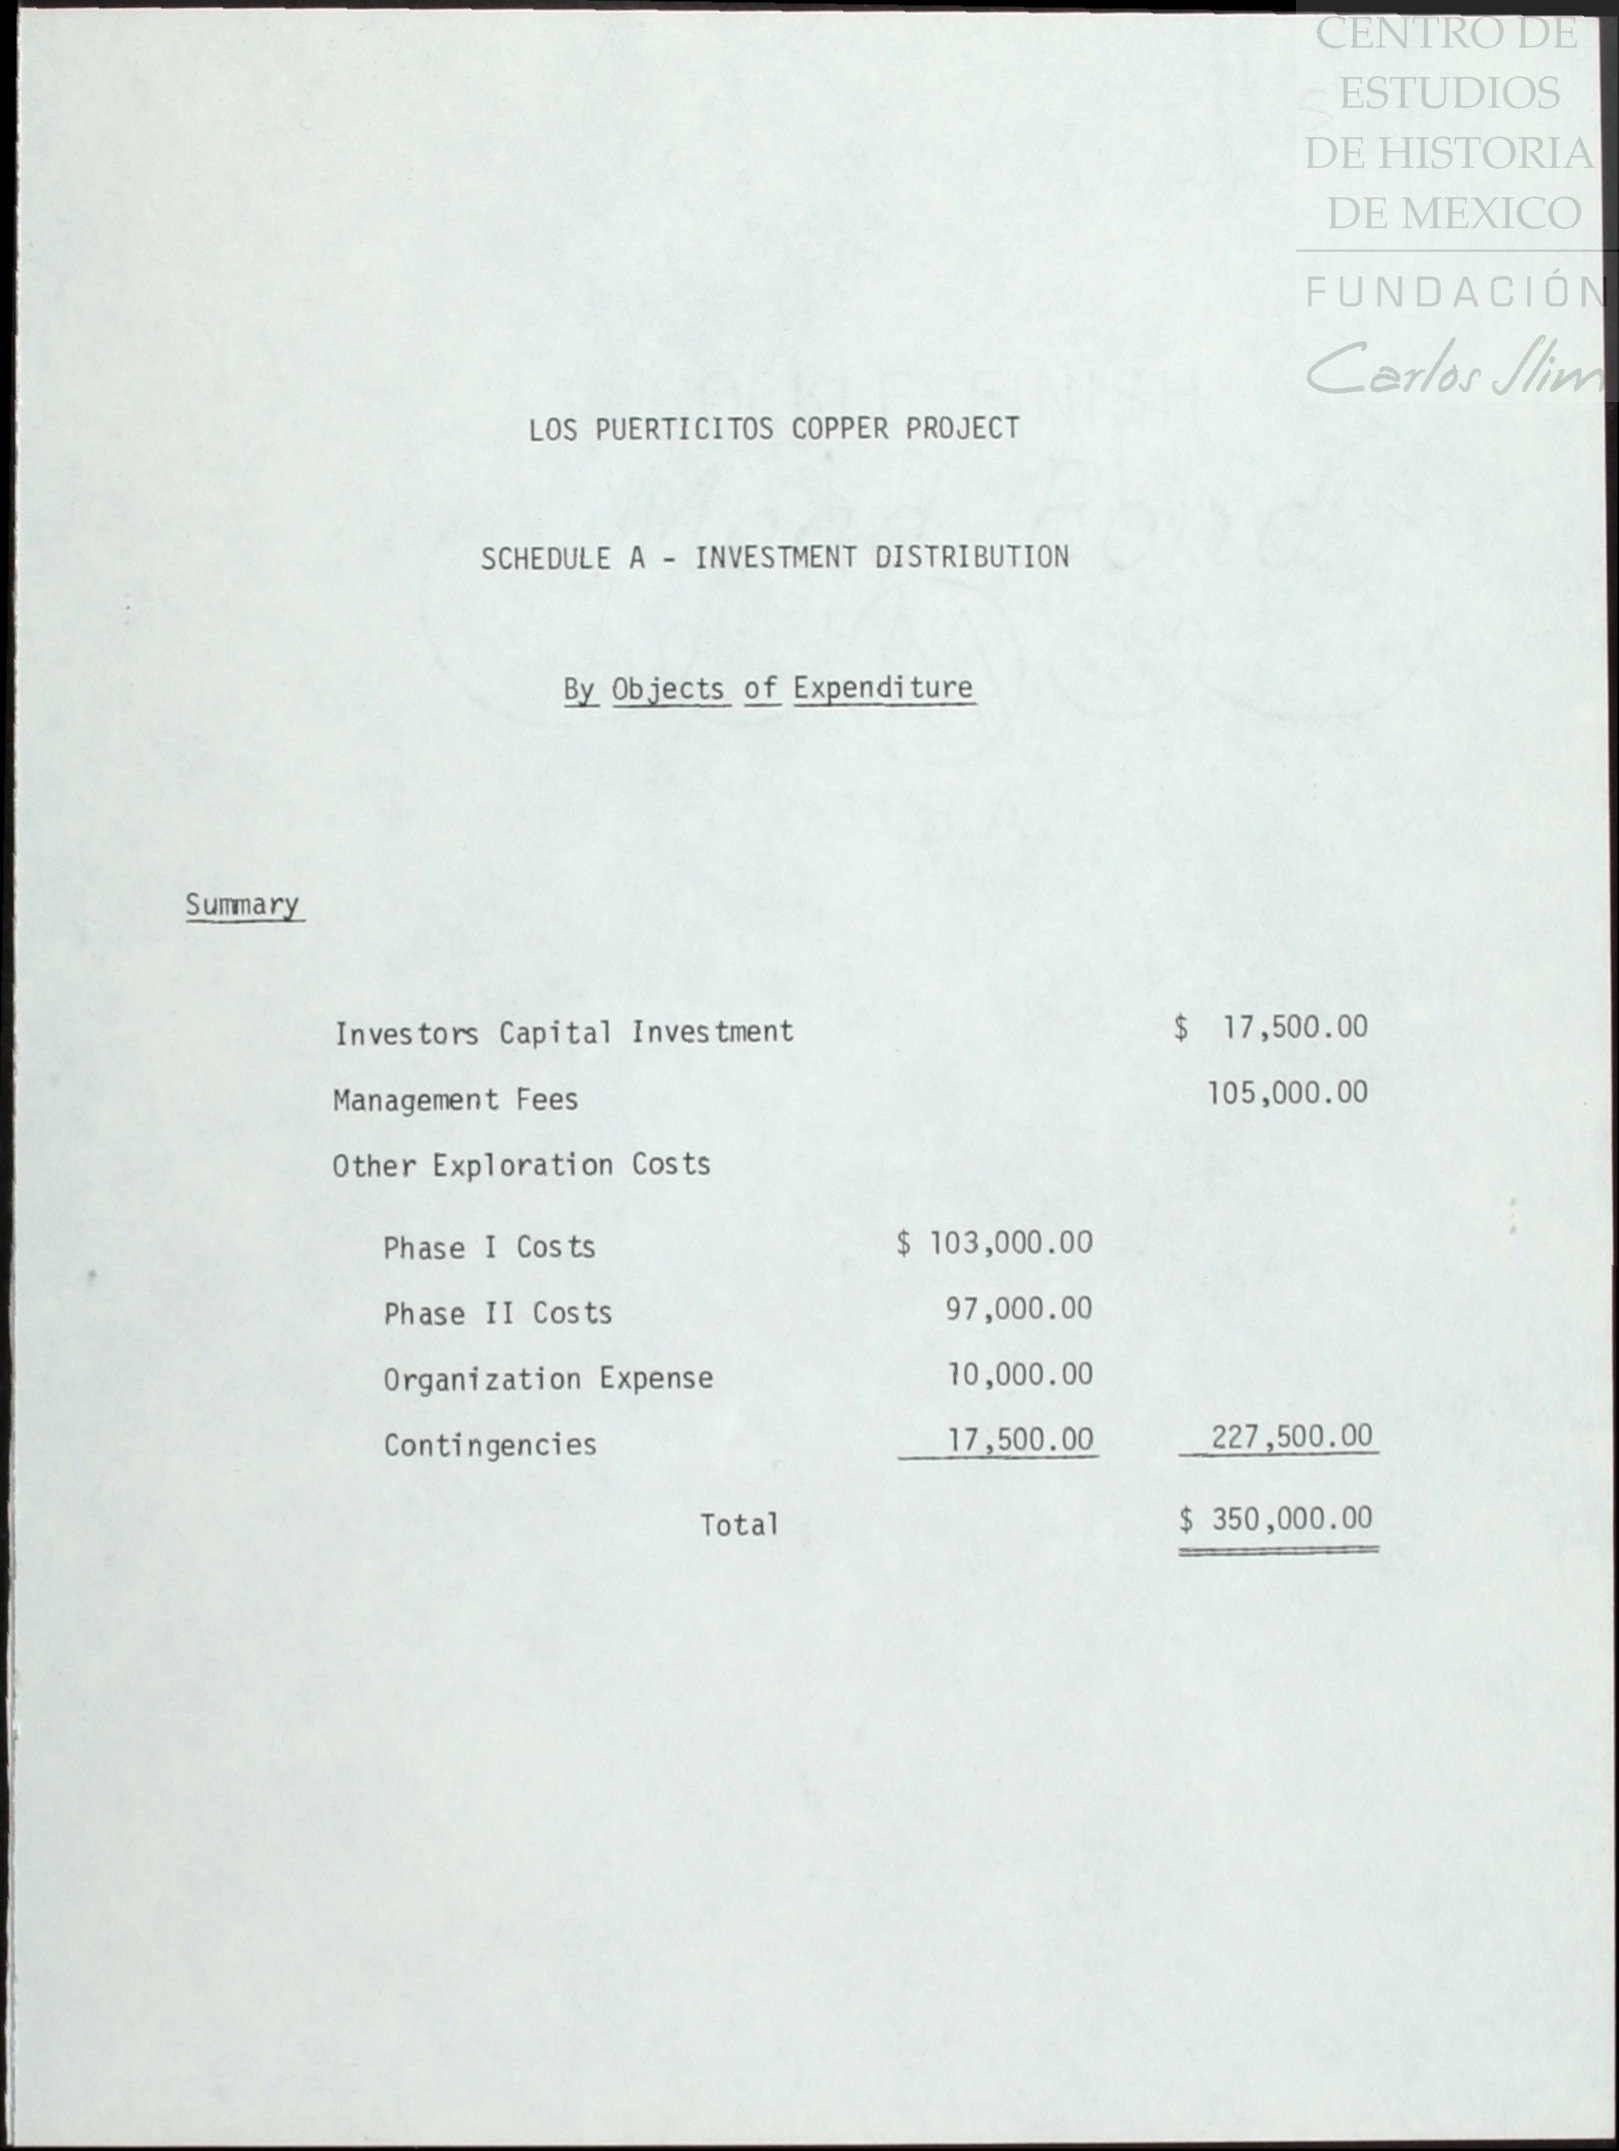 CENTRO DE
ESTUDIOS
DE HISTORIA
DE MEXICO
FUNDACIÓN
Carlos Slim
LOS PUERTICITOS COPPER PROJECT
SCHEDULE A - INVESTMENT DISTRIBUTION
By Objects of Expenditure
Summary
Investors Capital Investment $ 17,500.00
Management Fees 105,000.00
Other Exploration Costs
Phase I Costs $ 103,000.00
Phase II Costs 97,000.00
Organization Expense 10,000.00
Contingencies 17,500.00 227,500.00
Total $ 350,000.00